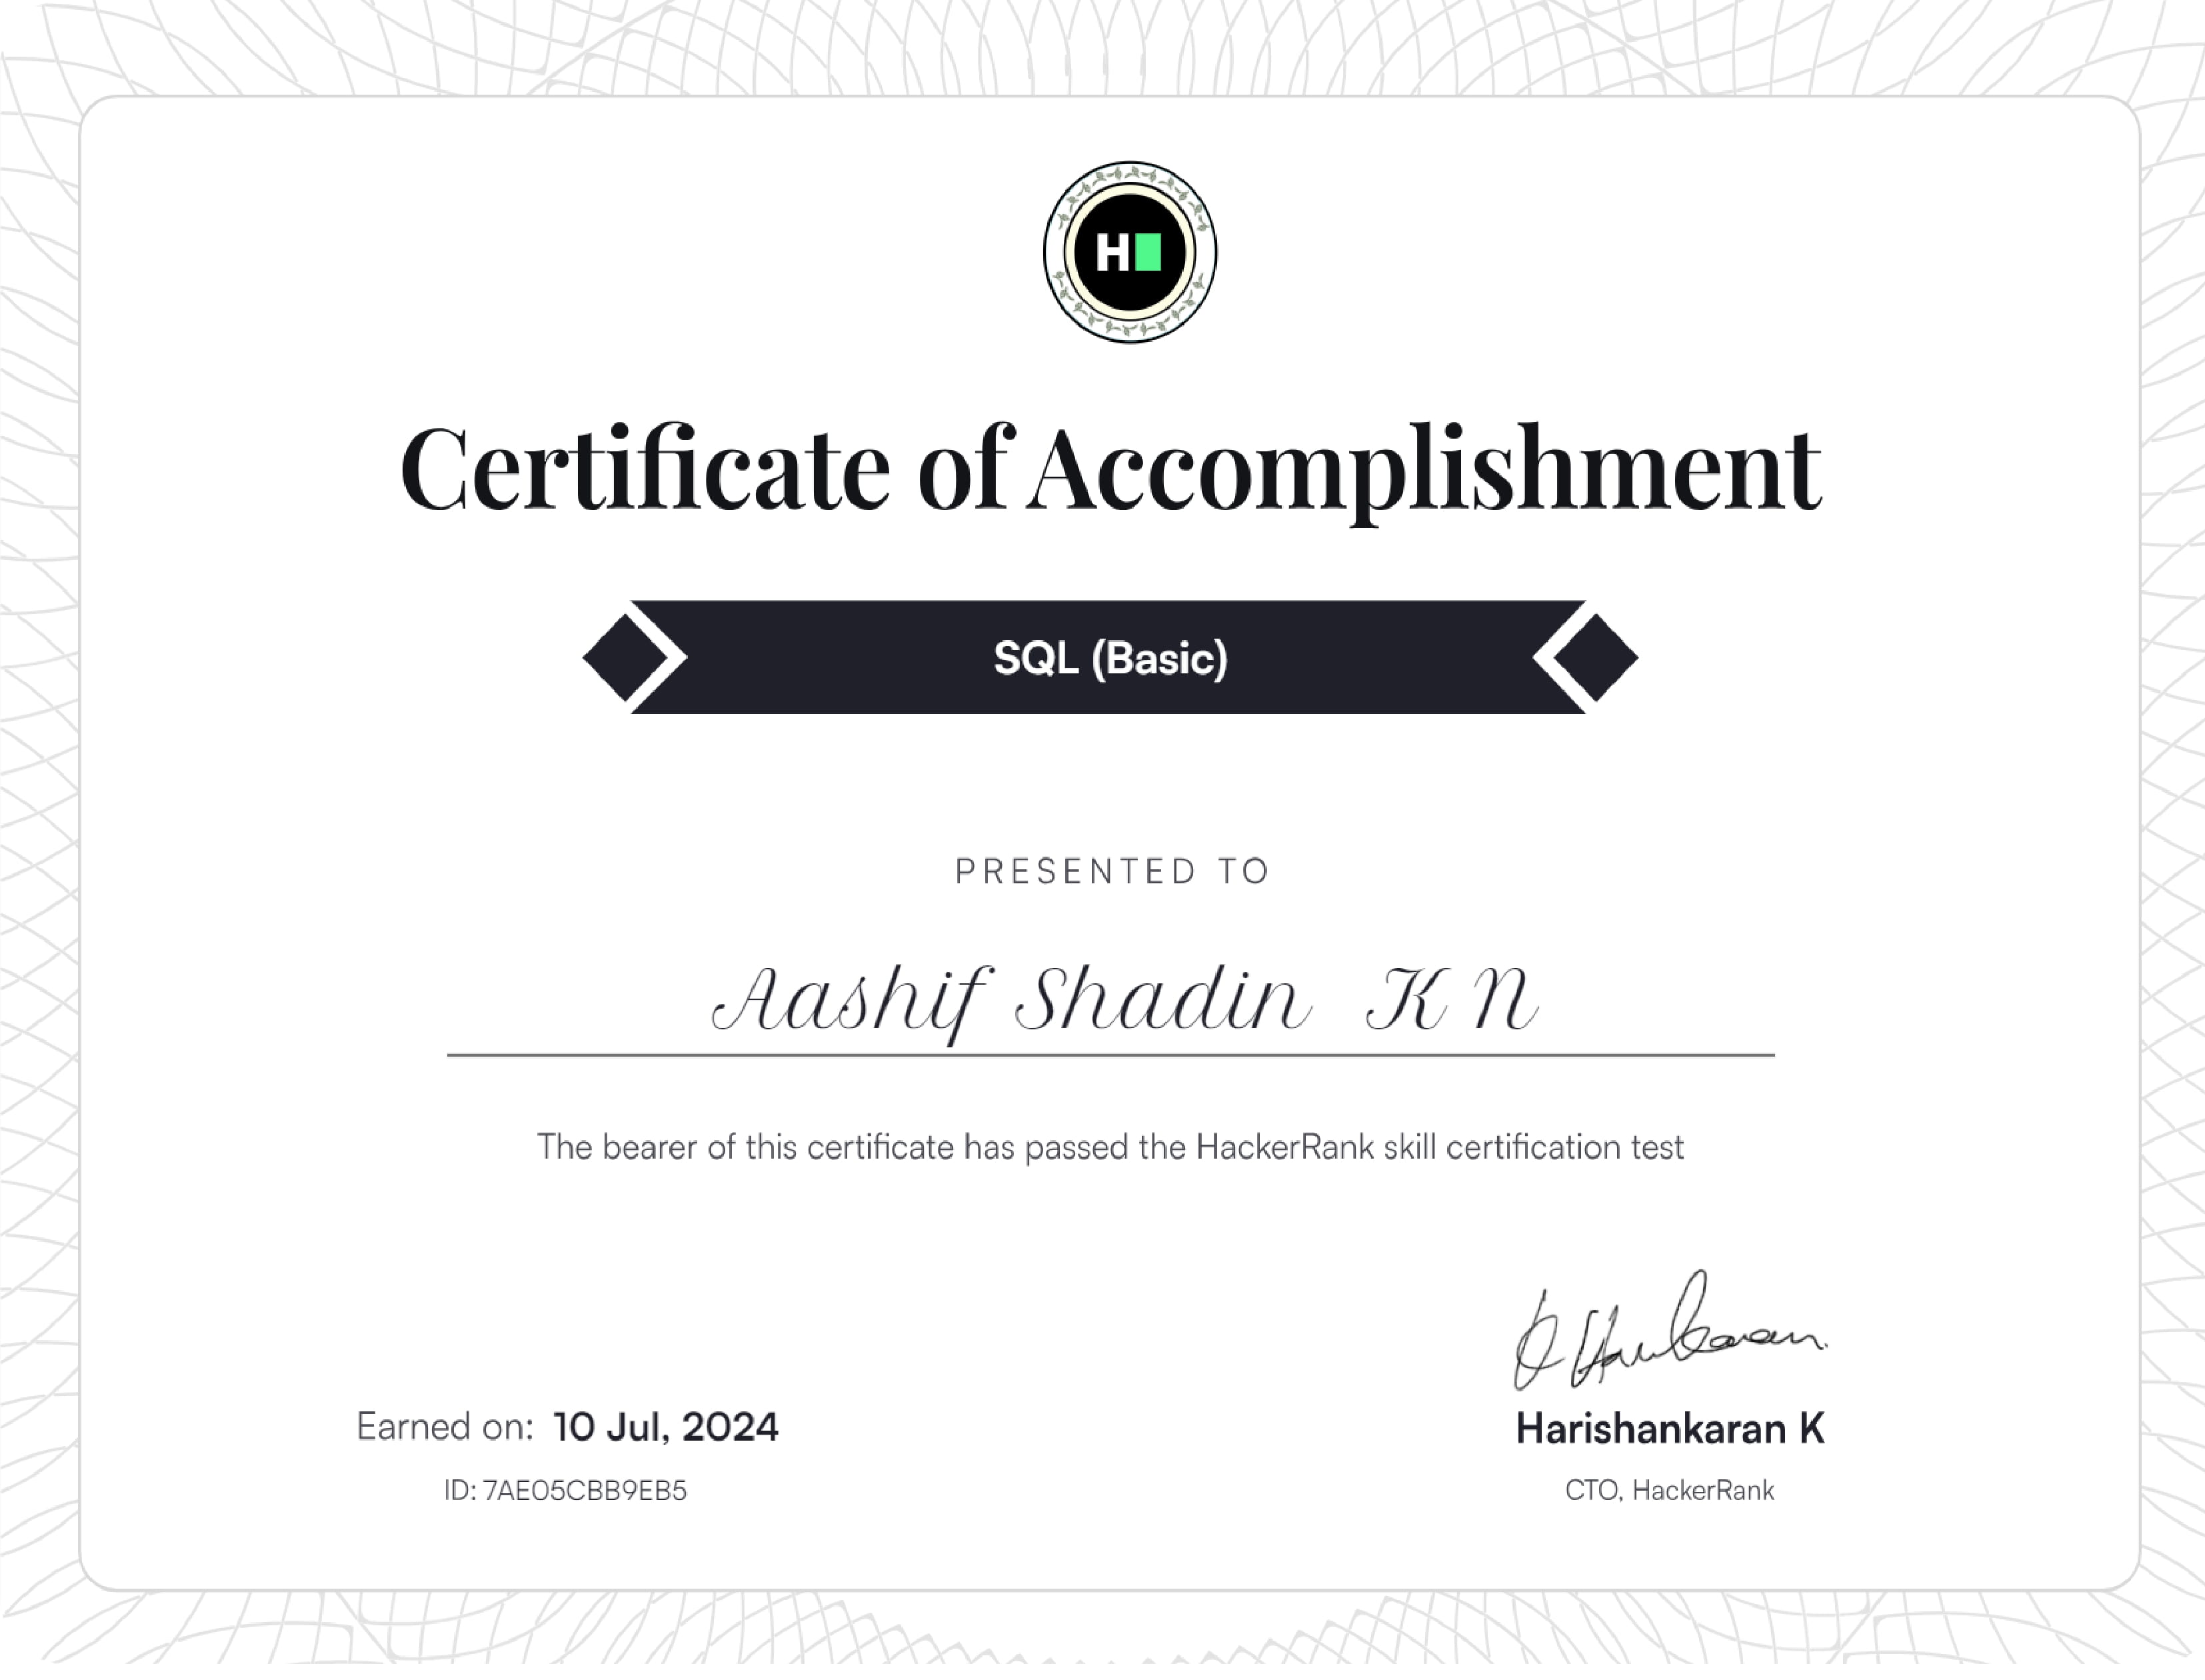 H
Certificate of Accomplishment
SQL (Basic)
PRESENTED TO
Aashif Shadin K N
The bearer of this certificate has passed the HackerRank skill certification test
Earned on: 10 Jul, 2024
ID: 7AE05CBB9EB5
Harishankaran K
CTO, HackerRank